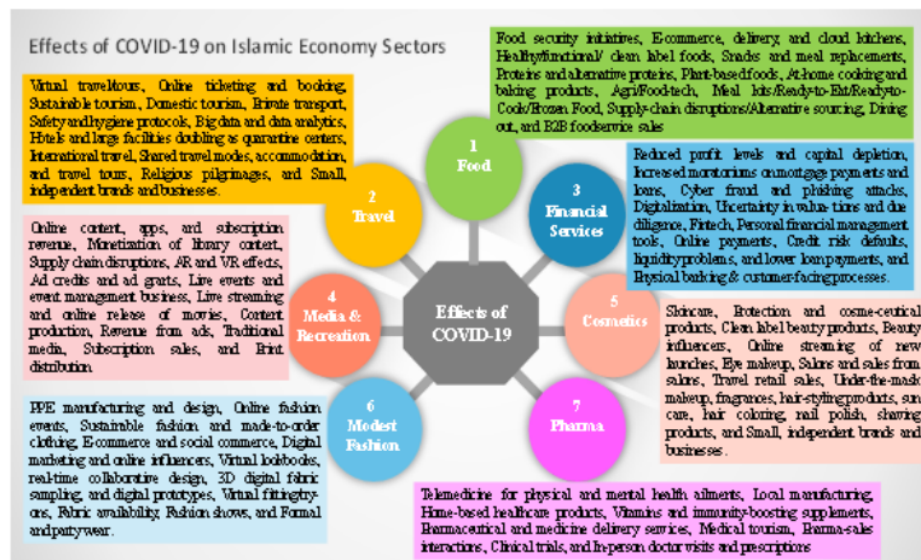 Effects of COVID-19 on Islamic Economy Sectors
Food security initiatives, E-commerce, delivery, and cloud kitchens,
Healthy/functional/ clean label foods, Snacks and meal replacements,
Proteins and alternative proteins, Plant-based foods, At-home cooking and
baking products, Agri/Food-tech, Meal kits/Ready-to-Eat/Ready-to-
Cook/Frozen Food, Supply-chain disruptions/Alternative sourcing, Dining
out, and B2B foodservice sales
Virtual travel/tours, Online ticketing and booking,
Sustainable tourism, Domestic tourism, Private transport,
Safety and hygiene protocols, Big data and data analytics,
Hotels and large facilities doubling as quarantine centers,
International travel, Shared travel modes, accommodation,
and travel tours, Religious pilgrimages, and Small,
independent brands and businesses.
1
Food
2
Travel
3
Financial
Services
Reduced profit levels and capital depletion,
Increased moratoriums on mortgage payments and
loans, Cyber fraud and phishing attacks,
Digitalization, Uncertainty in valua- tions and due
diligence, Fintech, Personal financial management
tools, Online payments, Credit risk defaults,
liquidity problems, and lower loan payments, and
Physical banking & customer-facing processes.
Online content, apps, and subscription
revenue, Monetization of library content,
Supply chain disruptions, AR and VR effects,
Ad credits and ad grants, Live events and
event management business, Live streaming
and online release of movies, Content
production, Revenue from ads, Traditional
media, Subscription sales, and Print
distribution
4
Media &
Recreation
Effects of
COVID-19
5
Cosmetics
Skincare, Protection and cosme-ceutical
products, Clean label beauty products, Beauty
influencers, Online streaming of new
launches, Eye makeup, Salons and sales from
salons, Travel retail sales, Under-the-mask
makeup, fragrances, hair-styling products, sun
care, hair coloring, nail polish, shaving
products, and Small, independent brands and
businesses.
PPE manufacturing and design, Online fashion
events, Sustainable fashion and made-to-order
clothing, E-commerce and social commerce, Digital
marketing and online influencers, Virtual lookbooks,
real-time collaborative design, 3D digital fabric
sampling, and digital prototypes, Virtual fitting/try-
ons, Fabric availability, Fashion shows, and Formal
and party wear.
6
Modest
Fashion
7
Pharma
Telemedicine for physical and mental health ailments, Local manufacturing,
Home-based healthcare products, Vitamins and immunity-boosting supplements,
Pharmaceutical and medicine delivery services, Medical tourism, Pharma-sales
interactions, Clinical trials, and In-person doctor visits and prescriptions